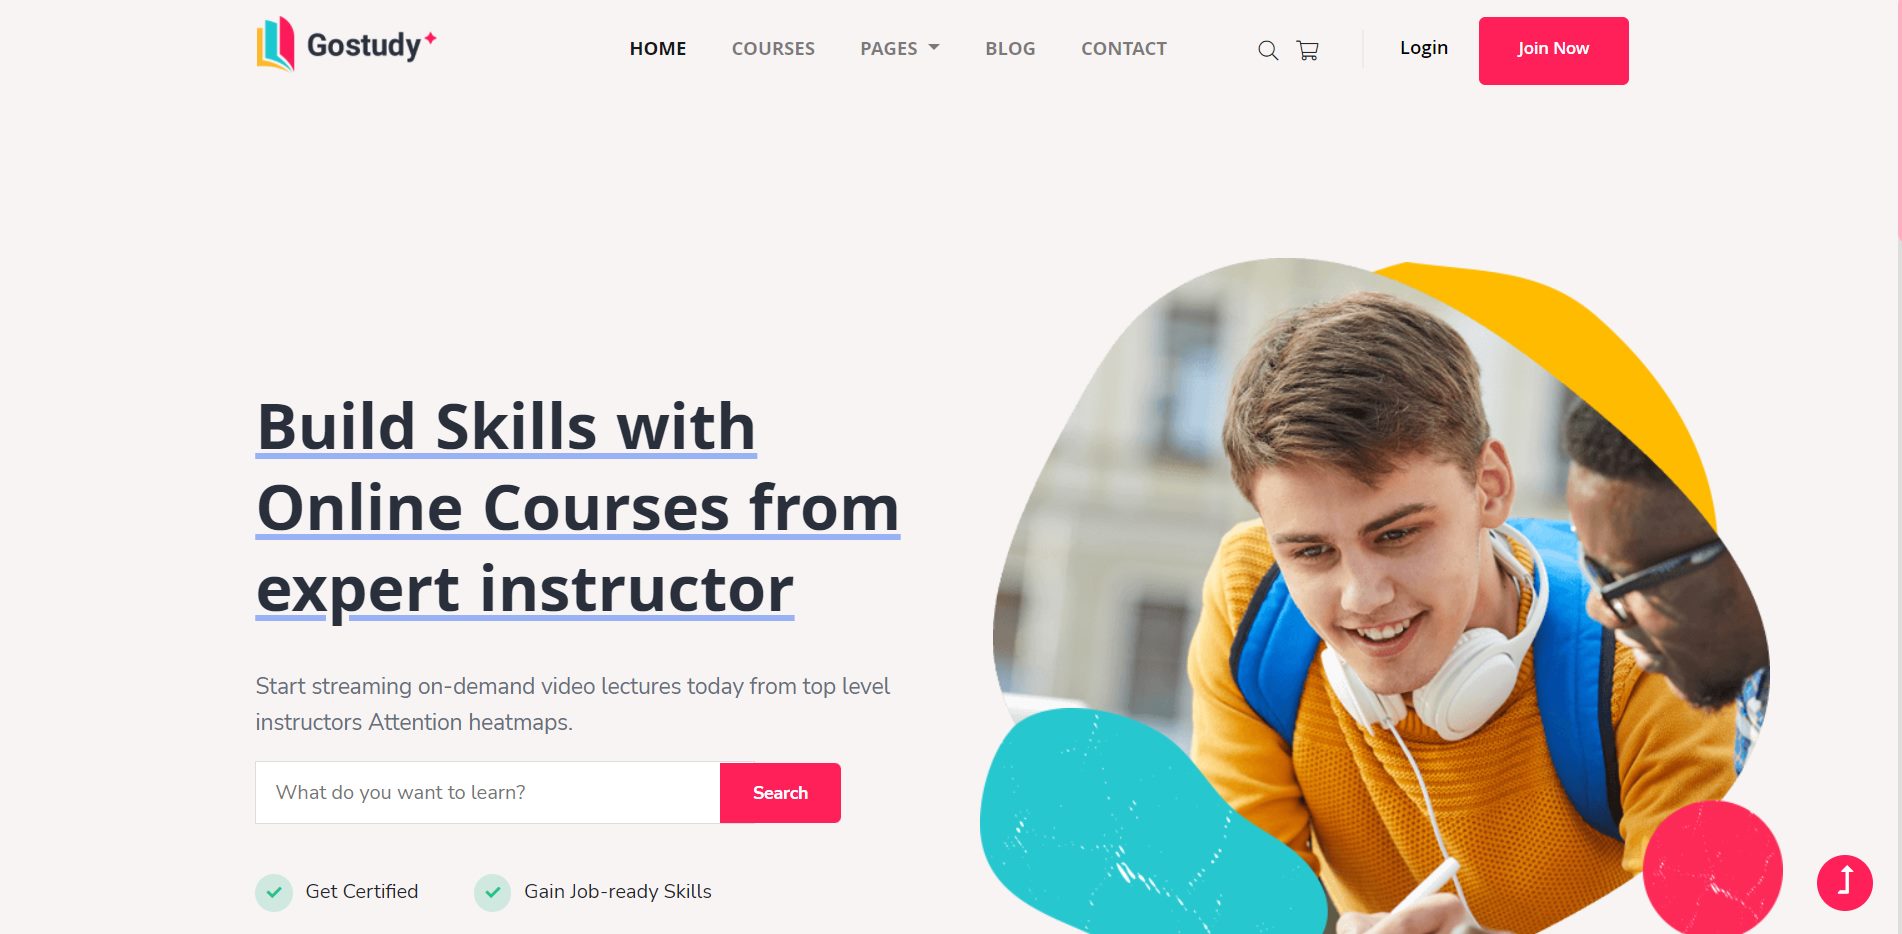 Gostudy
HOME COURSES PAGES BLOG CONTACT Login Join Now
Build Skills with
Online Courses from
expert instructor
Start streaming on-demand video lectures today from top level
instructors Attention heatmaps.
What do you want to learn? Search
Get Certified Gain Job-ready Skills